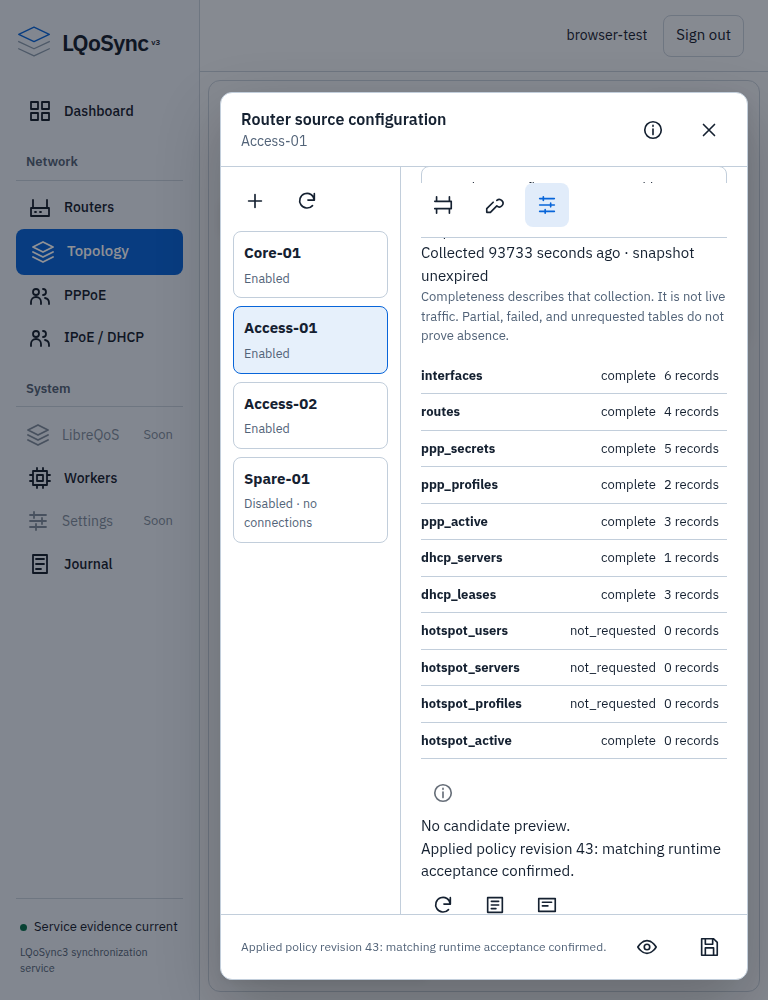 LQoSync v3
browser-test
Sign out
Dashboard
Network
Routers
Topology
PPPoE
IPoE / DHCP
System
LibreQoS Soon
Workers
Settings Soon
Journal
Service evidence current
LQoSync3 synchronization
service
Router source configuration
Access-01
Core-01
Enabled
Access-01
Enabled
Access-02
Enabled
Spare-01
Disabled · no
connections
Collected 93733 seconds ago · snapshot
unexpired
Completeness describes that collection. It is not live
traffic. Partial, failed, and unrequested tables do not
prove absence.
interfaces complete 6 records
routes complete 4 records
ppp_secrets complete 5 records
ppp_profiles complete 2 records
ppp_active complete 3 records
dhcp_servers complete 1 records
dhcp_leases complete 3 records
hotspot_users not_requested 0 records
hotspot_servers not_requested 0 records
hotspot_profiles not_requested 0 records
hotspot_active complete 0 records
No candidate preview.
Applied policy revision 43: matching runtime
acceptance confirmed.
Applied policy revision 43: matching runtime acceptance confirmed.